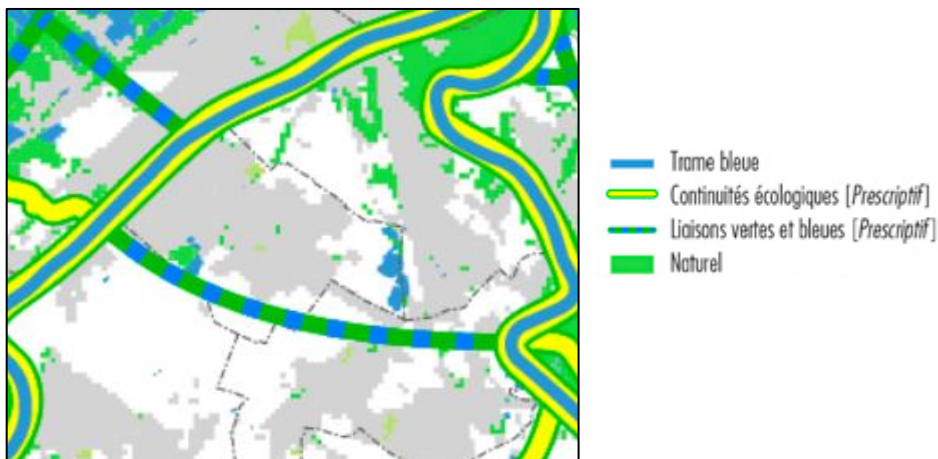 Trame bleue
Continuités écologiques [Prescriptif]
Liaisons vertes et bleues [Prescriptif]
Naturel